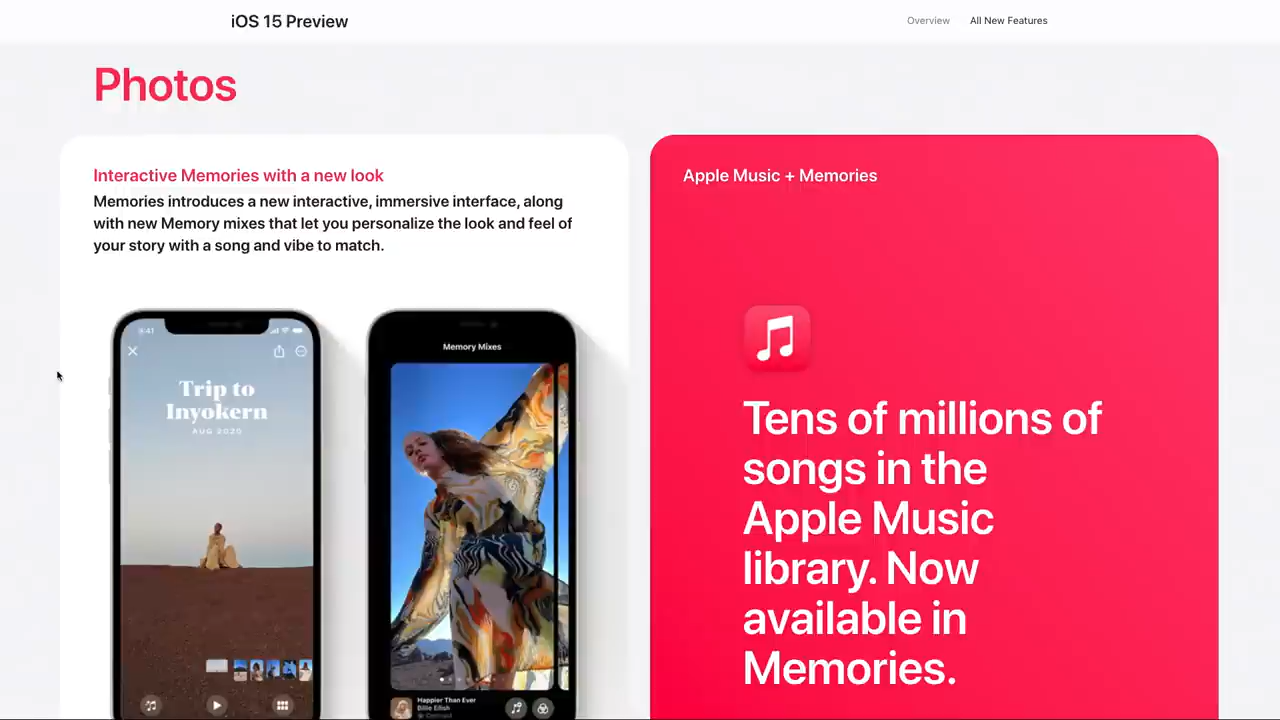 iOS 15 Preview
Overview
All New Features
Photos
Interactive Memories with a new look
Memories introduces a new interactive, immersive interface, along
with new Memory mixes that let you personalize the look and feel of
your story with a song and vibe to match.
9:41
Trip to
Inyokern
AUG 2020
Memory Mixes
Happier Than Ever
Billie Eilish
Apple Music + Memories
Tens of millions of
songs in the
Apple Music
library. Now
available in
Memories.